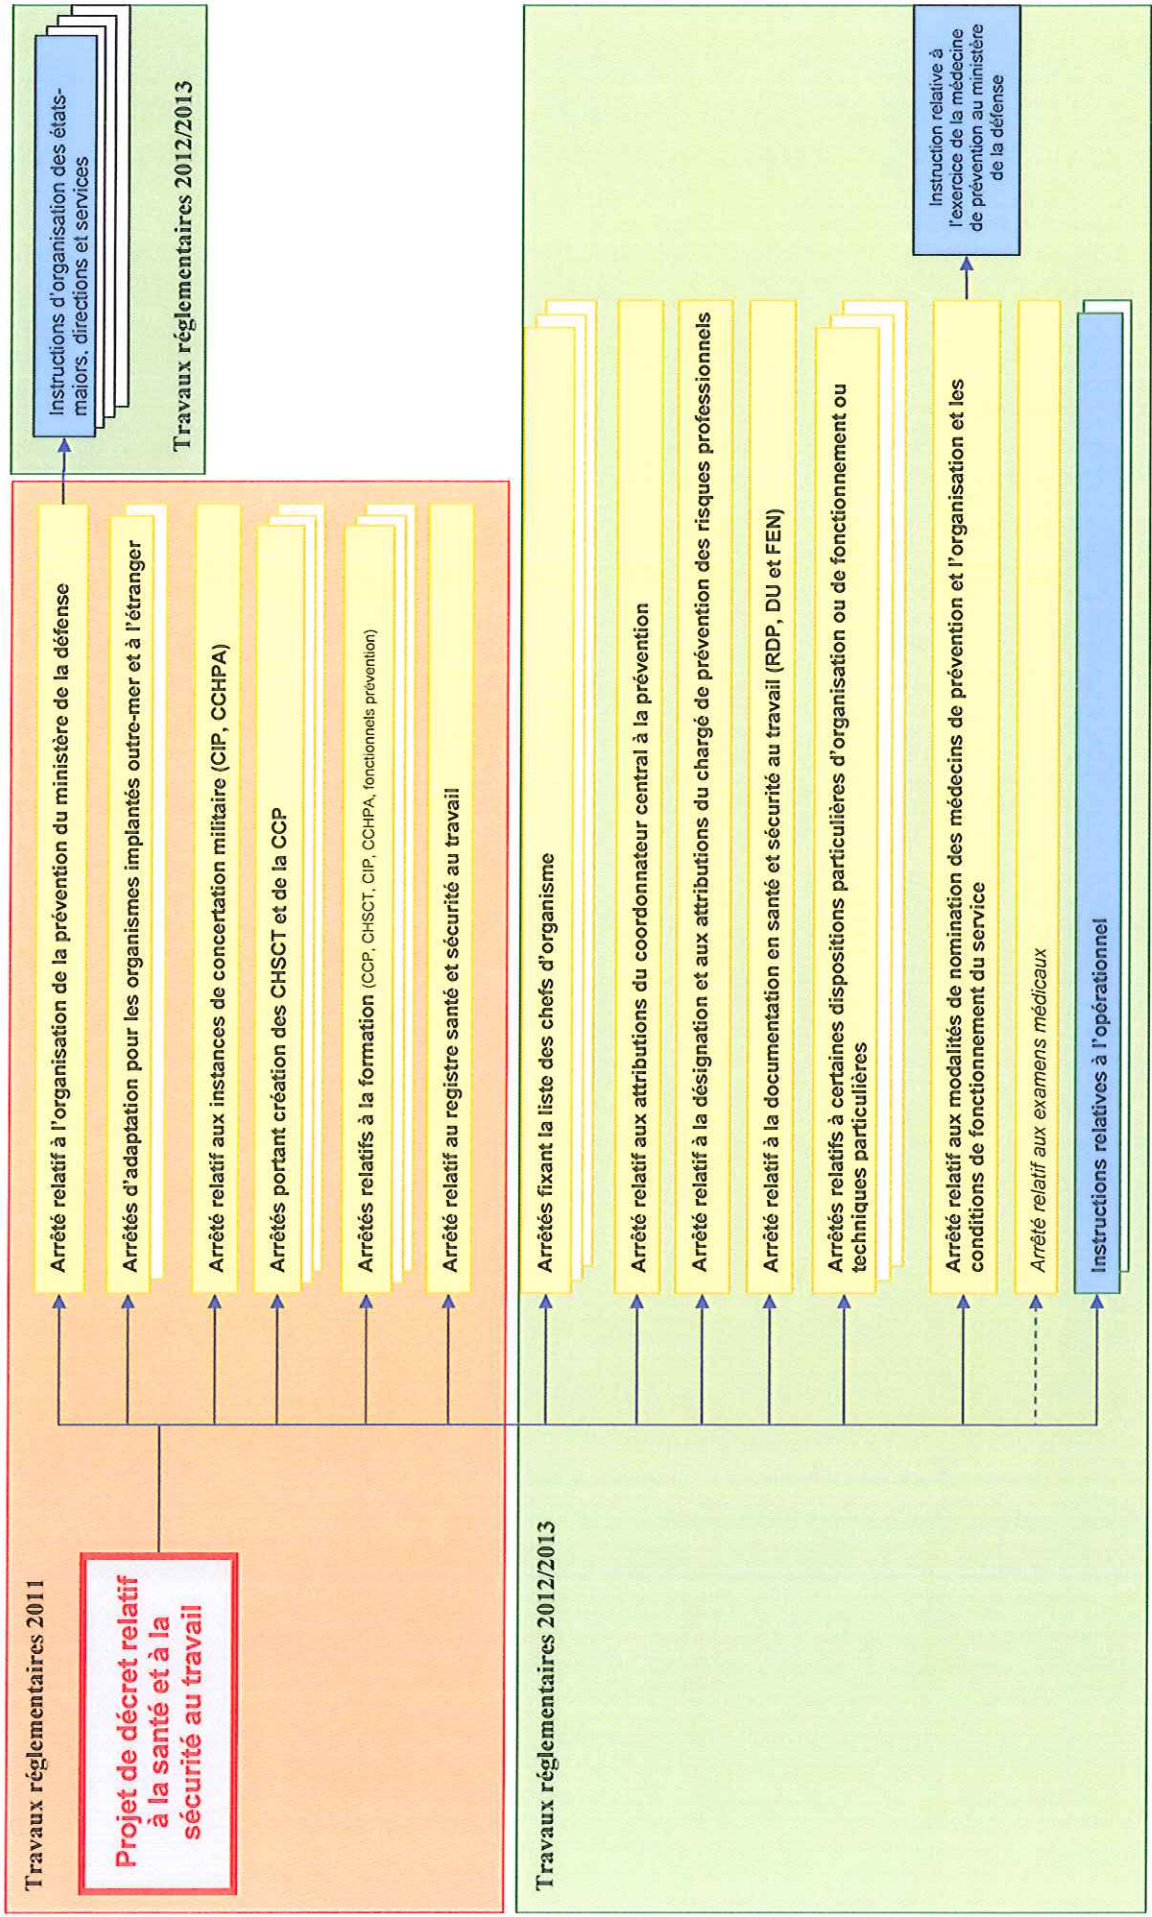 Travaux réglementaires 2011
Projet de décret relatif
à la santé et à la
sécurité au travail
Arrêté relatif à l'organisation de la prévention du ministère de la défense
Arrêtés d'adaptation pour les organismes implantés outre-mer et à l'étranger
Arrêté relatif aux instances de concertation militaire (CIP, CCHPA)
Arrêtés portant création des CHSCT et de la CCP
Arrêtés relatifs à la formation (CCP, CHSCT, CIP, CCHPA, fonctionnels prévention)
Arrêté relatif au registre santé et sécurité au travail
Instructions d'organisation des états-
maiors, directions et services
Travaux réglementaires 2012/2013
Travaux réglementaires 2012/2013
Arrêtés fixant la liste des chefs d'organisme
Arrêté relatif aux attributions du coordonnateur central à la prévention
Arrêté relatif à la désignation et aux attributions du chargé de prévention des risques professionnels
Arrêté relatif à la documentation en santé et sécurité au travail (RDP, DU et FEN)
Arrêtés relatifs à certaines dispositions particulières d'organisation ou de fonctionnement ou
techniques particulières
Arrêté relatif aux modalités de nomination des médecins de prévention et l'organisation et les
conditions de fonctionnement du service
Arrêté relatif aux examens médicaux
Instructions relatives à l'opérationnel
Instruction relative à
l'exercice de la médecine
de prévention au ministère
de la défense